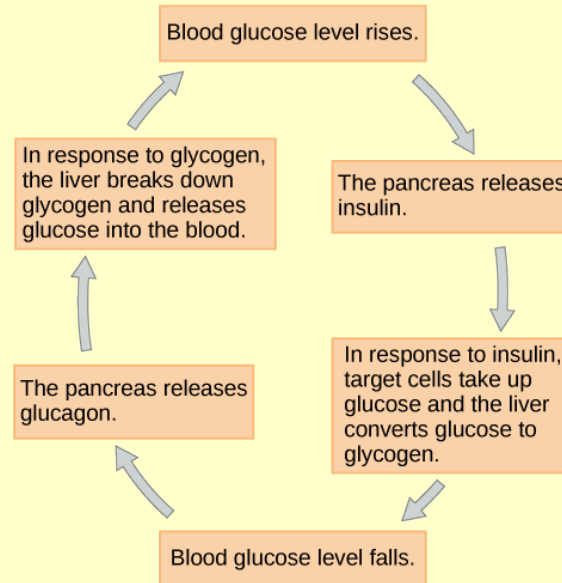 Blood glucose level rises.
The pancreas releases
insulin.
In response to insulin,
target cells take up
glucose and the liver
converts glucose to
glycogen.
Blood glucose level falls.
The pancreas releases
glucagon.
In response to glycogen,
the liver breaks down
glycogen and releases
glucose into the blood.